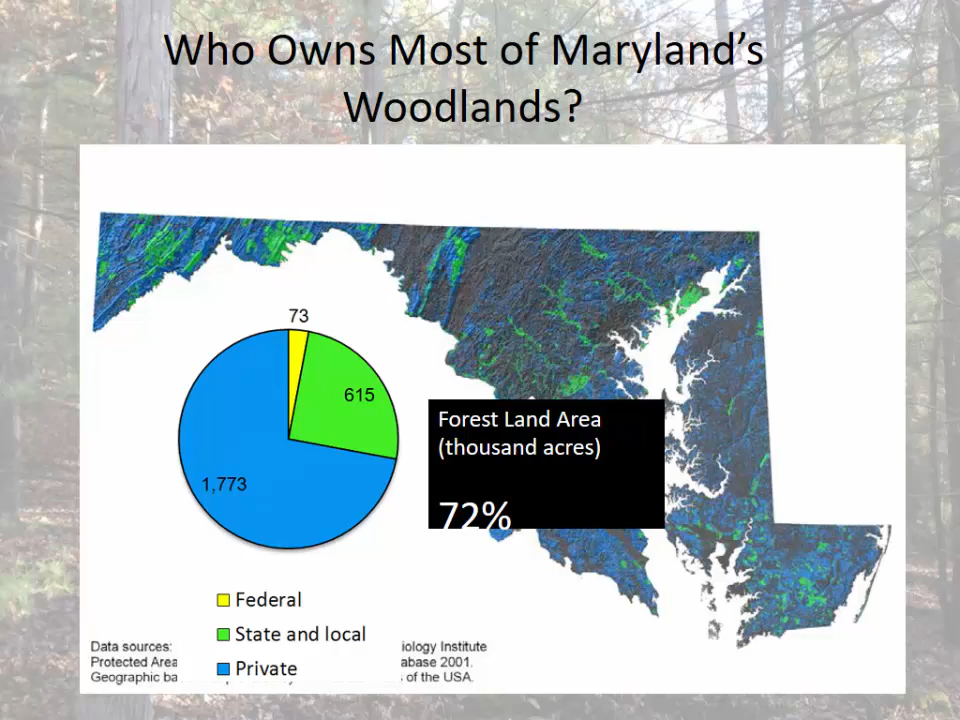 Who Owns Most of Maryland's
Woodlands?
73
615
1,773
Forest Land Area
(thousand acres)
72%
Federal
State and local
Private
Data sources: iology Institute
Protected Area abase 2001.
Geographic ba s of the USA.